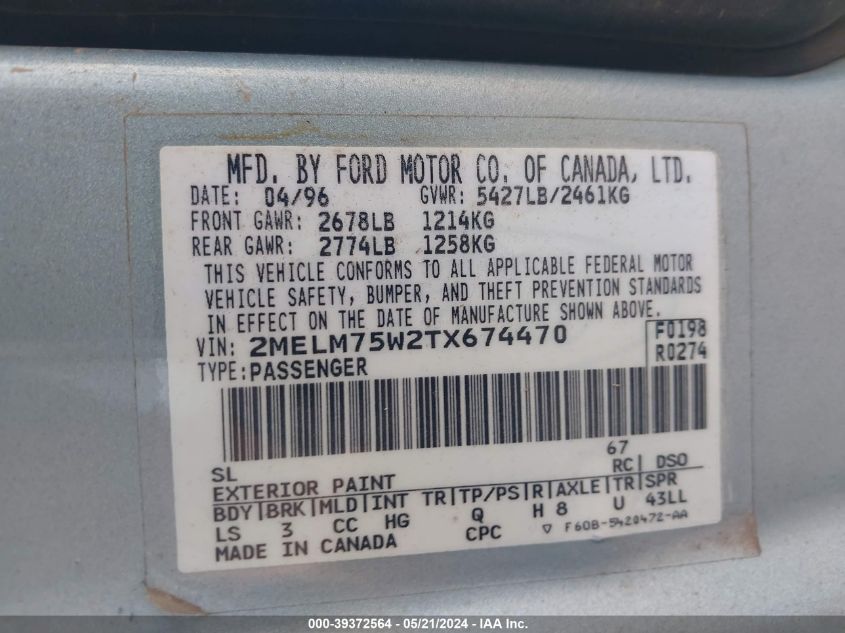 MFD. BY FORD MOTOR CO. OF CANADA, LTD.
DATE: 04/96 GVWR: 5427LB/2461KG
FRONT GAWR: 2678LB 1214KG
REAR GAWR: 2774LB 1258KG
THIS VEHICLE CONFORMS TO ALL APPLICABLE FEDERAL MOTOR
VEHICLE SAFETY, BUMPER, AND THEFT PREVENTION STANDARDS
IN EFFECT ON THE DATE OF MANUFACTURE SHOWN ABOVE.
VIN: 2MELM75W2TX674470 F0198
TYPE: PASSENGER R0274
SL 67
EXTERIOR PAINT RC| DSO
BDY|BRK|MLD|INT TR|TP/PS|R|AXLE|TR|SPR
LS 3 CC HG Q H 8 U 43LL
MADE IN CANADA CPC ▽ F60B-5420472-AA
000-39372564 | 05/21/2024 | IAA Inc.